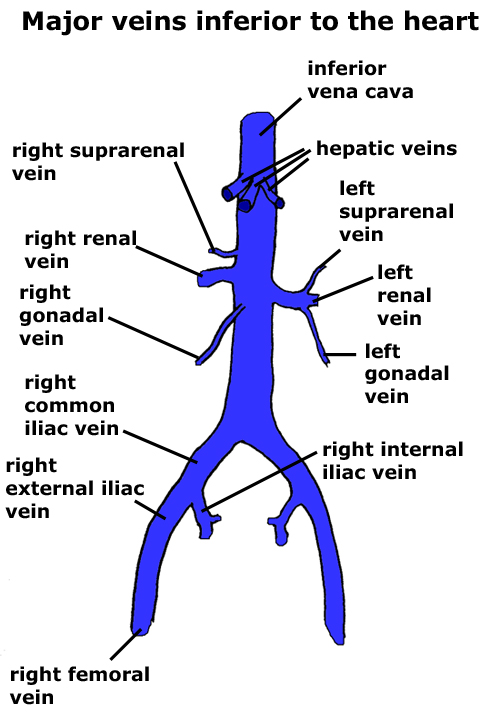 Major veins inferior to the heart
inferior
vena cava
right suprarenal
vein
hepatic veins
left
suprarenal
vein
right renal
vein
left
renal
vein
right
gonadal
vein
left
gonadal
vein
right
common
iliac vein
right internal
iliac vein
right
external iliac
vein
right femoral
vein